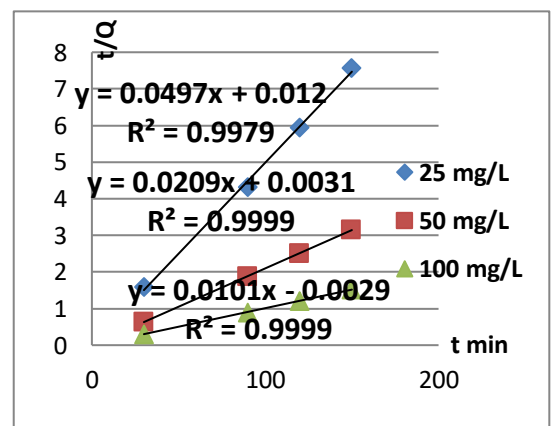 t/Q
8
7
6
5
4
3
2
1
0
y = 0.0497x + 0.012
R² = 0.9979
y = 0.0209x + 0.0031
R² = 0.9999
y = 0.0101x - 0.0029
R² = 0.9999
25 mg/L
50 mg/L
100 mg/L
t min
0 100 200